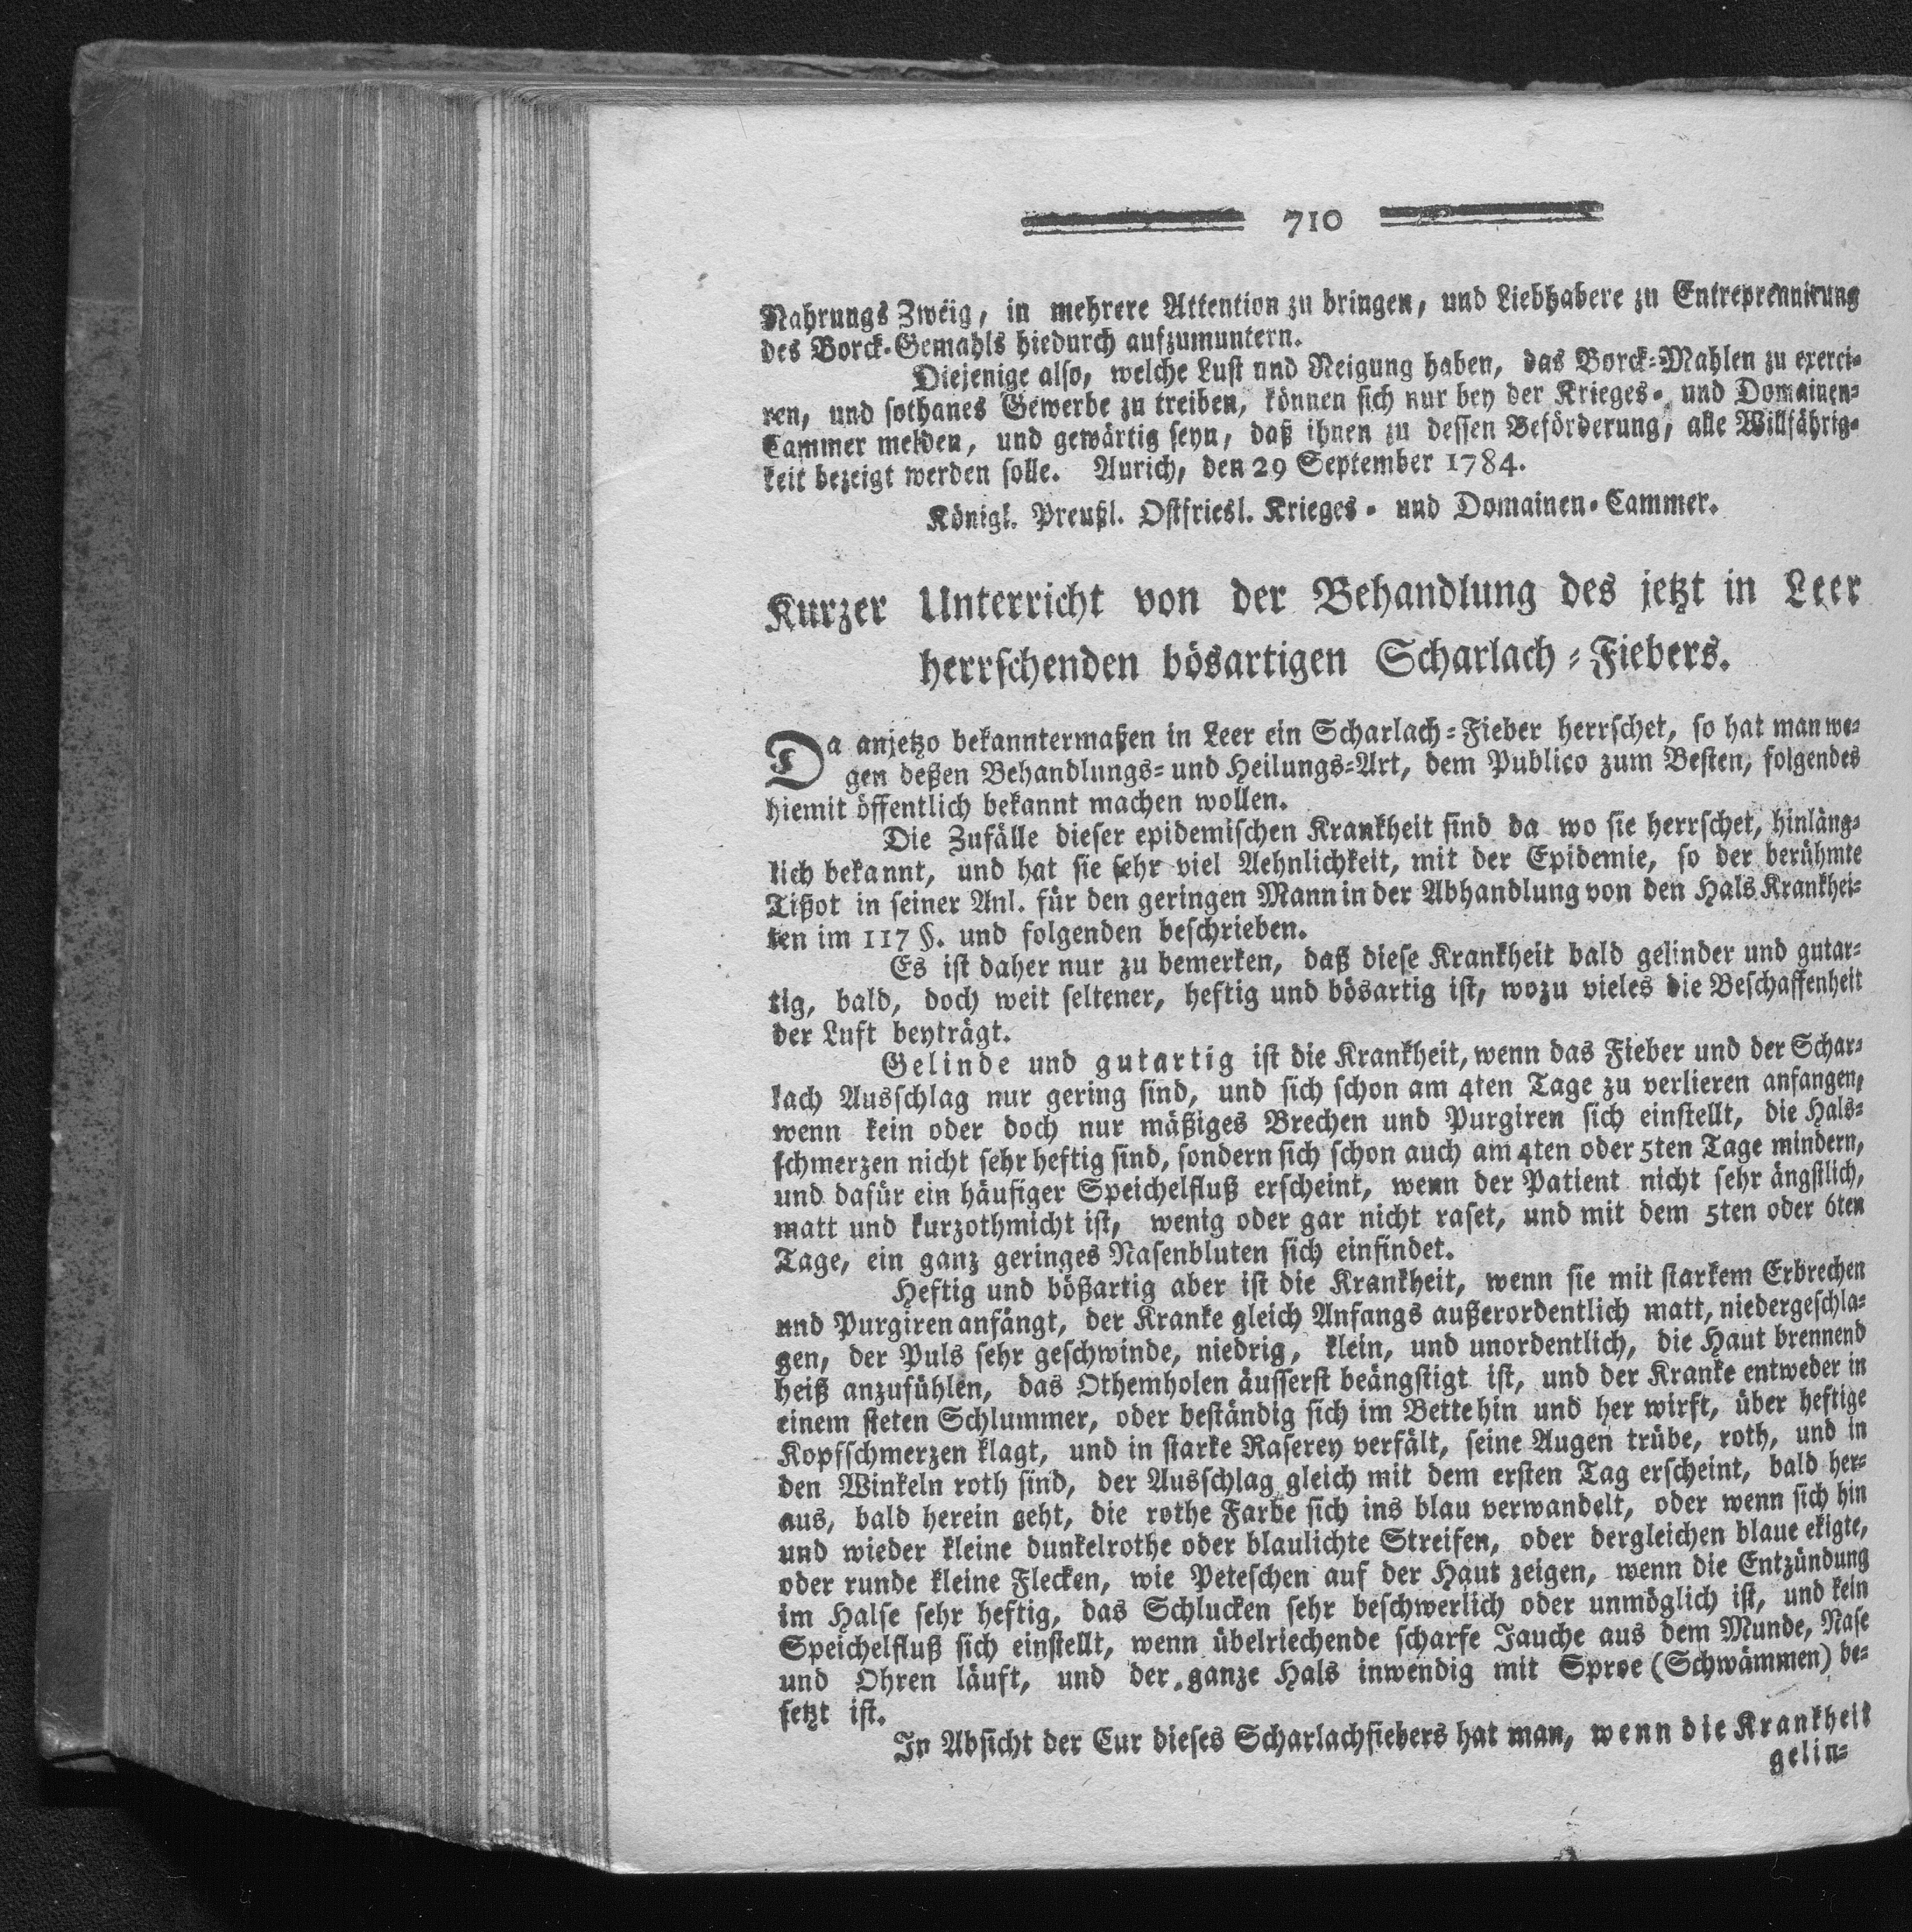 710
Nahrungs Zweig, in mehrere Attention zu bringen, und Liebhabere zu Entreprennirung
des Borck-Gemahls hiedurch aufzumuntern.
Diejenige also, welche Lust und Neigung haben, das Borck-Mahlen zu exerci-
ren, und sothanes Gewerbe zu treiben, können sich nur bey der Krieges- und Domainen-
Cammer melden, und gewärtig seyn, daß ihnen zu dessen Beförderung, alle Willfährig-
keit bezeigt werden solle. Aurich, den 29 September 1784.
Königl. Preußl. Ostfriesl. Krieges- und Domainen-Cammer.
Kurzer Unterricht von der Behandlung des jetzt in Leer
herrschenden bösartigen Scharlach-Fiebers.
Da anjetzo bekanntermaßen in Leer ein Scharlach-Fieber herrschet, so hat man we-
gen deßen Behandlungs- und Heilungs-Art, dem Publico zum Besten, folgendes
hiemit öffentlich bekannt machen wollen.
Die Zufälle dieser epidemischen Krankheit sind da wo sie herrschet, hinläng-
lich bekannt, und hat sie sehr viel Aehnlichkeit, mit der Epidemie, so der berühmte
Tißot in seiner Anl. für den geringen Mann in der Abhandlung von den Hals Krankhei-
ten im 117 §. und folgenden beschrieben.
Es ist daher nur zu bemerken, daß diese Krankheit bald gelinder und gutar-
tig, bald, doch weit seltener, heftig und bösartig ist, wozu vieles die Beschaffenheit
der Luft beyträgt.
Gelinde und gutartig ist die Krankheit, wenn das Fieber und der Schar-
lach Ausschlag nur gering sind, und sich schon am 4ten Tage zu verlieren anfangen,
wenn kein oder doch nur mäßiges Brechen und Purgiren sich einstellt, die Hals-
schmerzen nicht sehr heftig sind, sondern sich schon auch am 4ten oder 5ten Tage mindern,
und dafür ein häufiger Speichelfluß erscheint, wenn der Patient nicht sehr ängstlich,
matt und kurzothmicht ist, wenig oder gar nicht raset, und mit dem 5ten oder 6ten
Tage, ein ganz geringes Nasenbluten sich einfindet.
Heftig und bößartig aber ist die Krankheit, wenn sie mit starkem Erbrechen
und Purgiren anfängt, der Kranke gleich Anfangs außerordentlich matt, niedergeschla-
gen, der Puls sehr geschwinde, niedrig, klein, und unordentlich, die Haut brennend
heiß anzufühlen, das Othemholen äusserst beängstigt ist, und der Kranke entweder in
einem steten Schlummer, oder beständig sich im Bette hin und her wirft, über heftige
Kopfschmerzen klagt, und in starke Raserey verfält, seine Augen trübe, roth, und in
den Winkeln roth sind, der Ausschlag gleich mit dem ersten Tag erscheint, bald her-
aus, bald herein geht, die rothe Farbe sich ins blau verwandelt, oder wenn sich hin
und wieder kleine dunkelrothe oder blaulichte Streifen, oder dergleichen blaue ekigte,
oder runde kleine Flecken, wie Peteschen auf der Haut zeigen, wenn die Entzündung
im Halse sehr heftig, das Schlucken sehr beschwerlich oder unmöglich ist, und kein
Speichelfluß sich einstellt, wenn übelriechende scharfe Jauche aus dem Munde, Nase
und Ohren läuft, und der ganze Hals inwendig mit Sproe (Schwämmen) be-
setzt ist.
In Absicht der Cur dieses Scharlachfiebers hat man, wenn die Krankheit
gelin-